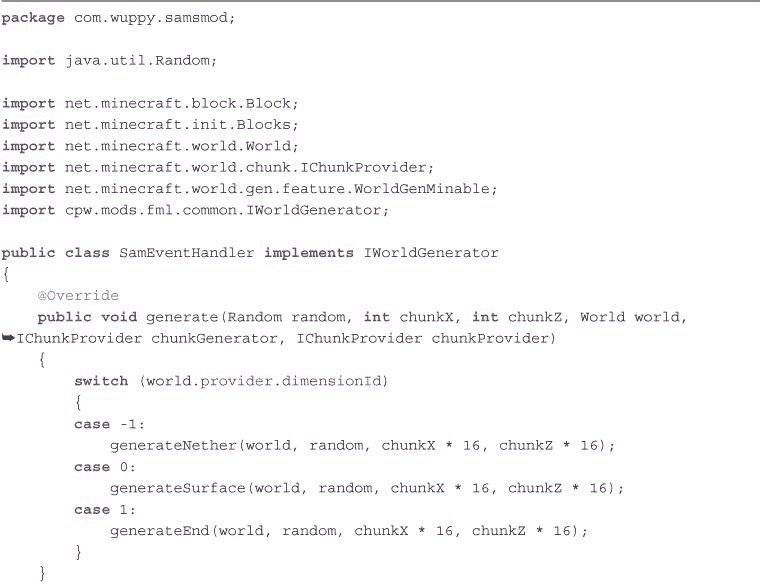 package com.wuppy.samsmod;

import java.util.Random;

import net.minecraft.block.Block;
import net.minecraft.init.Blocks;
import net.minecraft.world.World;
import net.minecraft.world.chunk.IChunkProvider;
import net.minecraft.world.gen.feature.WorldGenMinable;
import cpw.mods.fml.common.IWorldGenerator;

public class SamEventHandler implements IWorldGenerator
{
    @Override
    public void generate(Random random, int chunkX, int chunkZ, World world,
➥IChunkProvider chunkGenerator, IChunkProvider chunkProvider)
    {
        switch (world.provider.dimensionId)
        {
        case -1:
            generateNether(world, random, chunkX * 16, chunkZ * 16);
        case 0:
            generateSurface(world, random, chunkX * 16, chunkZ * 16);
        case 1:
            generateEnd(world, random, chunkX * 16, chunkZ * 16);
        }
    }